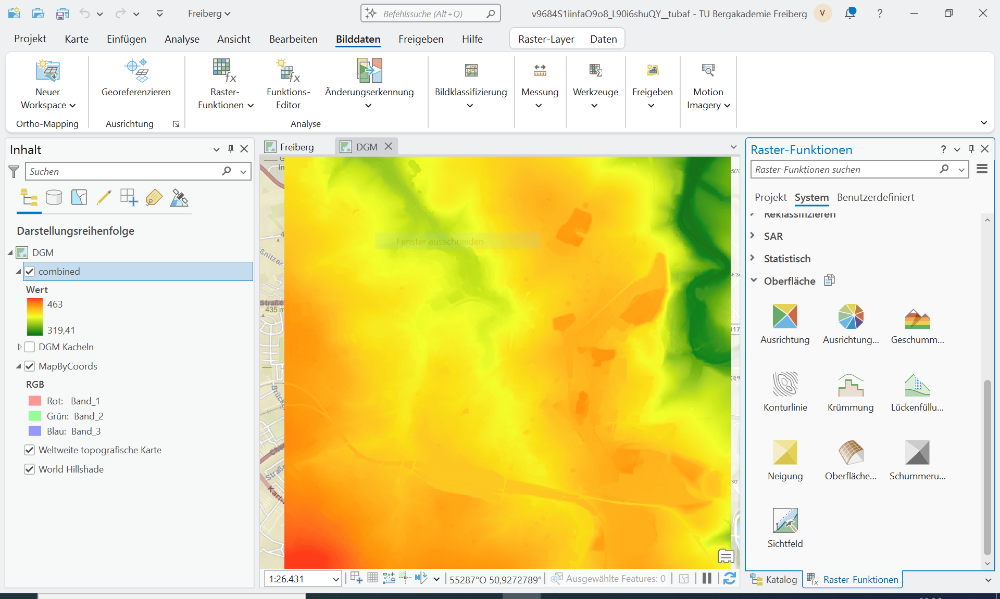 Freiberg
Befehlssuche (Alt+Q)
v9684S1iinfaO9o8_L90i6shuQY__tubaf - TU Bergakademie Freiberg
V
?
Projekt Karte Einfügen Analyse Ansicht Bearbeiten Bilddaten Freigeben Hilfe Raster-Layer Daten
Neuer Workspace
Georeferenzieren
Raster-Funktionen
Funktions-Editor
Änderungserkennung
Bildklassifizierung
Messung
Werkzeuge
Freigeben
Motion Imagery
Ortho-Mapping
Ausrichtung
Analyse
Inhalt
Suchen
Darstellungsreihenfolge
DGM
combined
Wert
463
319,41
DGM Kacheln
MapByCoords
RGB
Rot: Band_1
Grün: Band_2
Blau: Band_3
Weltweite topografische Karte
World Hillshade
Freiberg
DGM
Fenster ausschneiden
Straße
435 m
1:26.431
55287°O 50,9272789°
Ausgewählte Features: 0
Raster-Funktionen
?
Raster-Funktionen suchen
Projekt System Benutzerdefiniert
Reklassifizieren
SAR
Statistisch
Oberfläche
Ausrichtung
Ausrichtung...
Geschumm...
Konturlinie
Krümmung
Lückenfüllu...
Neigung
Oberfläche...
Schummeru...
Sichtfeld
Katalog
Raster-Funktionen